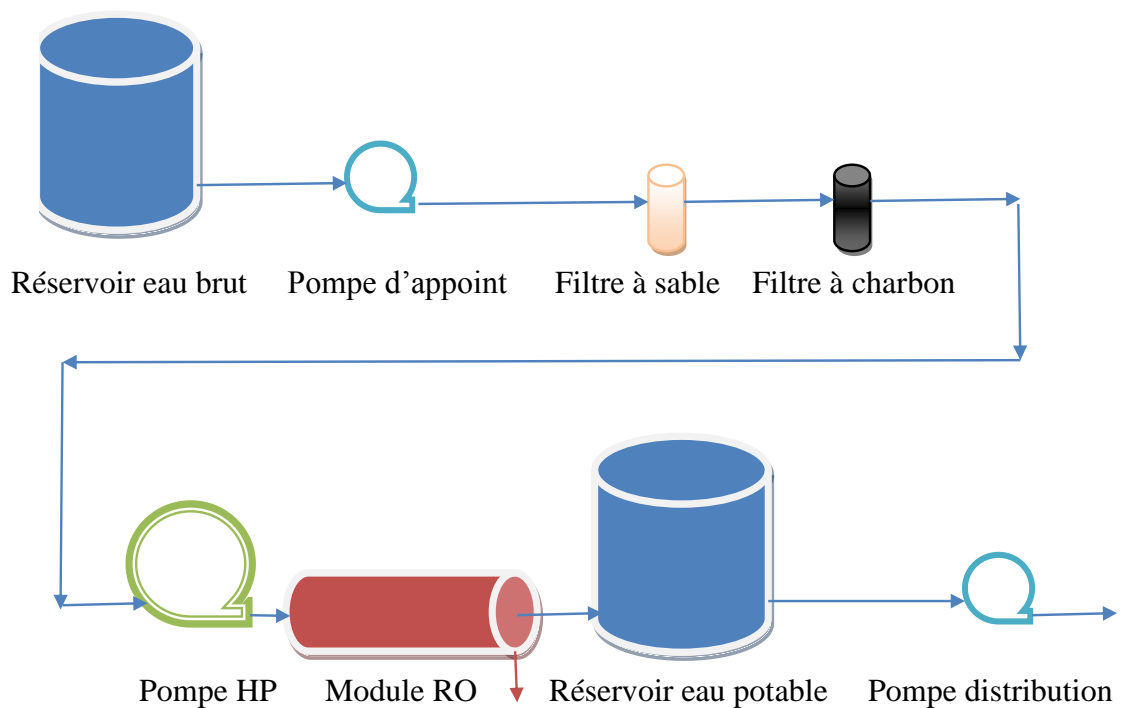 Réservoir eau brut Pompe d’appoint Filtre à sable Filtre à charbon
Pompe HP Module RO Réservoir eau potable Pompe distribution